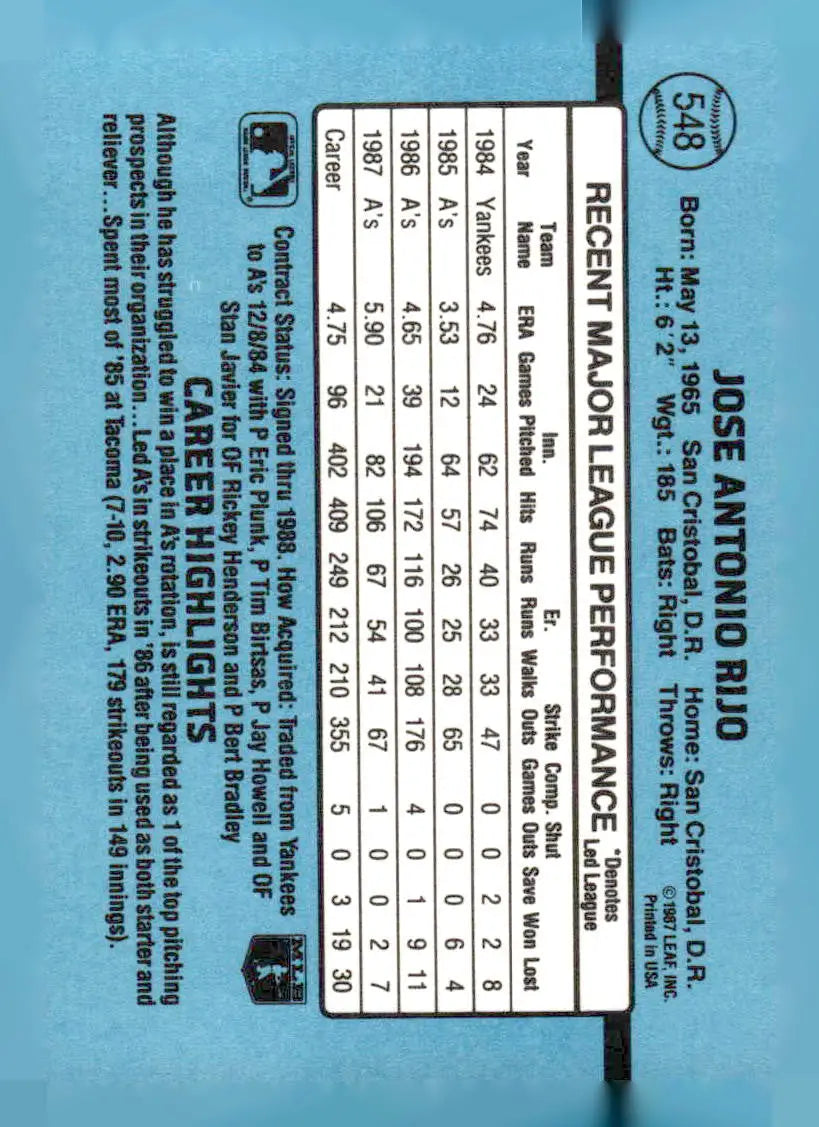 548
JOSE ANTONIO RIJO
Born: May 13, 1965 San Cristobal, D.R. Home: San Cristobal, D.R.
Ht.: 6' 2" Wgt.: 185 Bats: Right Throws: Right
©1987 LEAF, INC.
Printed in USA
RECENT MAJOR LEAGUE PERFORMANCE *Denotes Led League
Team Inn. Er. Strike Comp. Shut
Year Name ERA Games Pitched Hits Runs Runs Walks Outs Games Outs Save Won Lost
1984 Yankees 4.76 24 62 74 40 33 33 47 0 0 2 2 8
1985 A's 3.53 12 64 57 26 25 28 65 0 0 0 6 4
1986 A's 4.65 39 194 172 116 100 108 176 4 0 1 9 11
1987 A's 5.90 21 82 106 67 54 41 67 1 0 0 2 7
Career 4.75 96 402 409 249 212 210 355 5 0 3 19 30
Contract Status: Signed thru 1988. How Acquired: Traded from Yankees
to A's 12/8/84 with P Eric Plunk, P Tim Birtsas, P Jay Howell and OF
Stan Javier for OF Rickey Henderson and P Bert Bradley
MLB
CAREER HIGHLIGHTS
Although he has struggled to win a place in A's rotation, is still regarded as 1 of the top pitching
prospects in their organization...Led A's in strikeouts in '86 after being used as both starter and
reliever...Spent most of '85 at Tacoma (7-10, 2.90 ERA, 179 strikeouts in 149 innings).